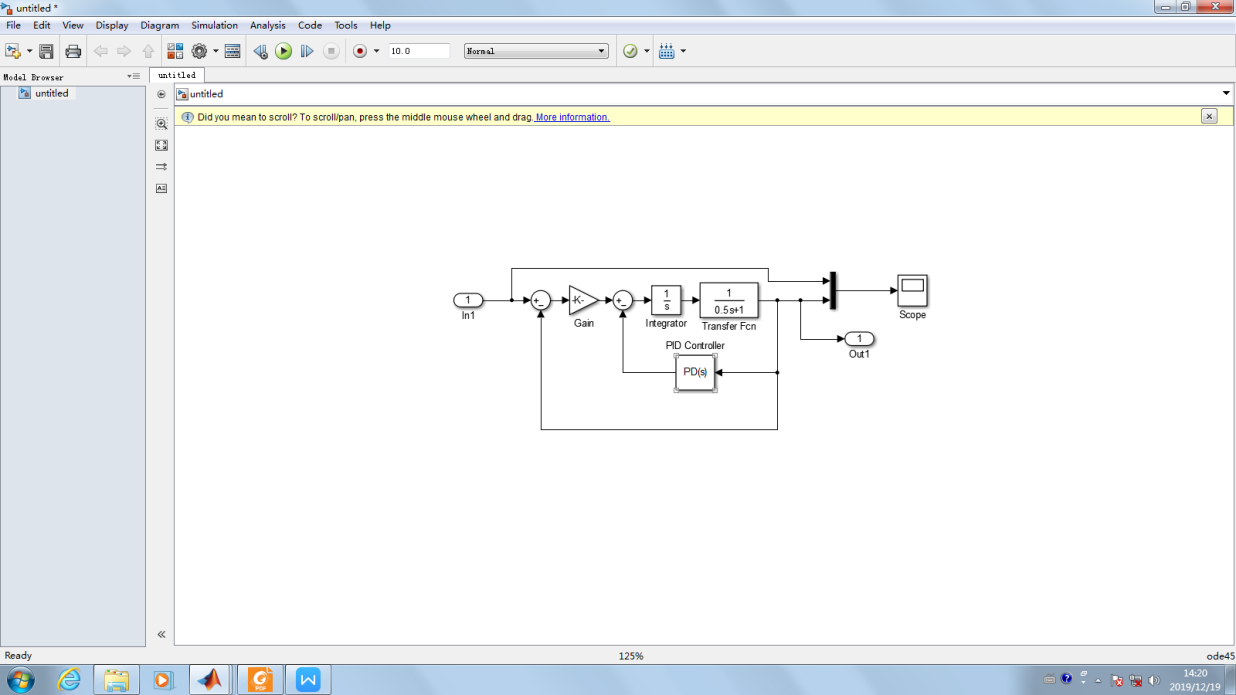 untitled *
File Edit View Display Diagram Simulation Analysis Code Tools Help
10.0
Normal
Model Browser
untitled
untitled
untitled
Did you mean to scroll? To scroll/pan, press the middle mouse wheel and drag. More information.
1
In1
+
-
-K-
Gain
+
-
1
s
Integrator
1
0.5s+1
Transfer Fcn
Scope
1
Out1
PID Controller
PD(s)
Ready
125%
ode45
14:20
2019/12/19